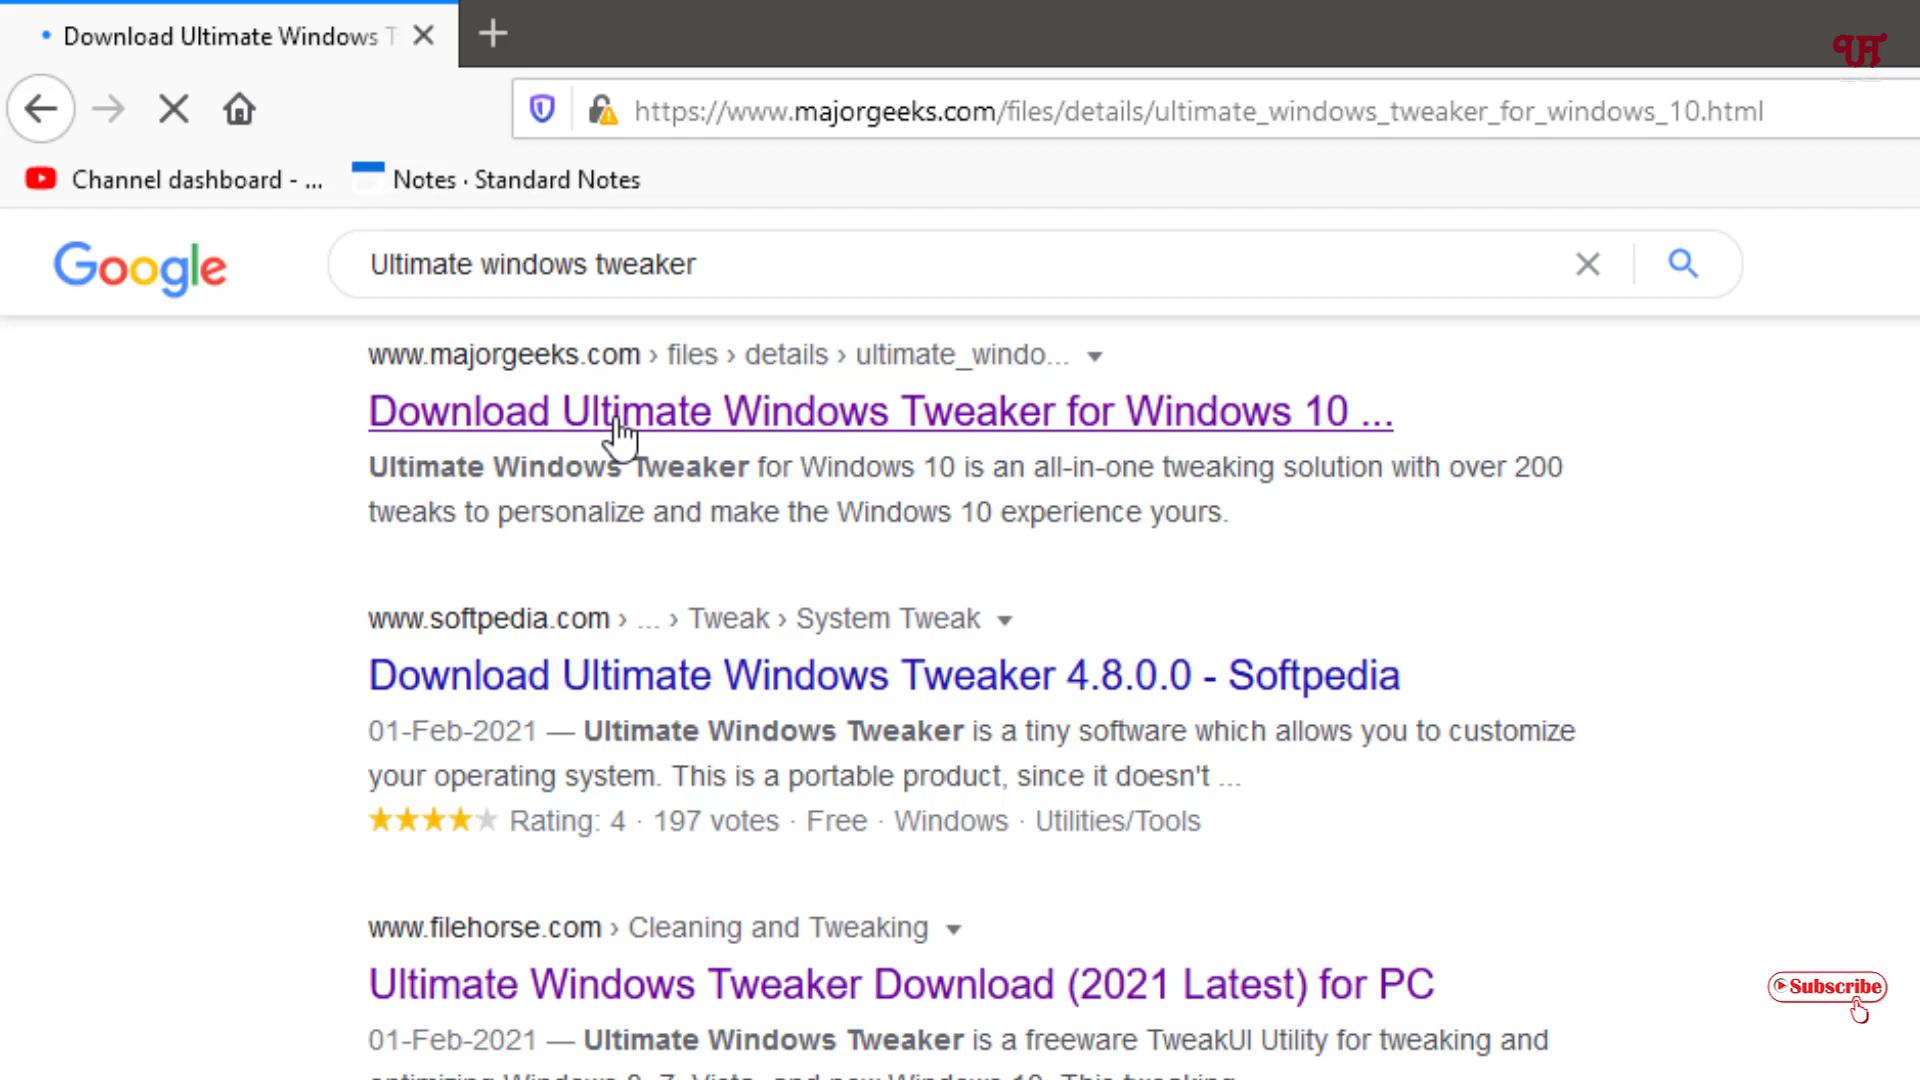 Download Ultimate Windows T
UH
https://www.majorgeeks.com/files/details/ultimate_windows_tweaker_for_windows_10.html
Channel dashboard - ...
Notes · Standard Notes
Google
Ultimate windows tweaker
www.majorgeeks.com › files › details › ultimate_windo...
Download Ultimate Windows Tweaker for Windows 10 ...
Ultimate Windows Tweaker for Windows 10 is an all-in-one tweaking solution with over 200
tweaks to personalize and make the Windows 10 experience yours.
www.softpedia.com › ... › Tweak › System Tweak
Download Ultimate Windows Tweaker 4.8.0.0 - Softpedia
01-Feb-2021 — Ultimate Windows Tweaker is a tiny software which allows you to customize
your operating system. This is a portable product, since it doesn't ...
Rating: 4 · 197 votes · Free · Windows · Utilities/Tools
www.filehorse.com › Cleaning and Tweaking
Ultimate Windows Tweaker Download (2021 Latest) for PC
Subscribe
01-Feb-2021 — Ultimate Windows Tweaker is a freeware TweakUI Utility for tweaking and